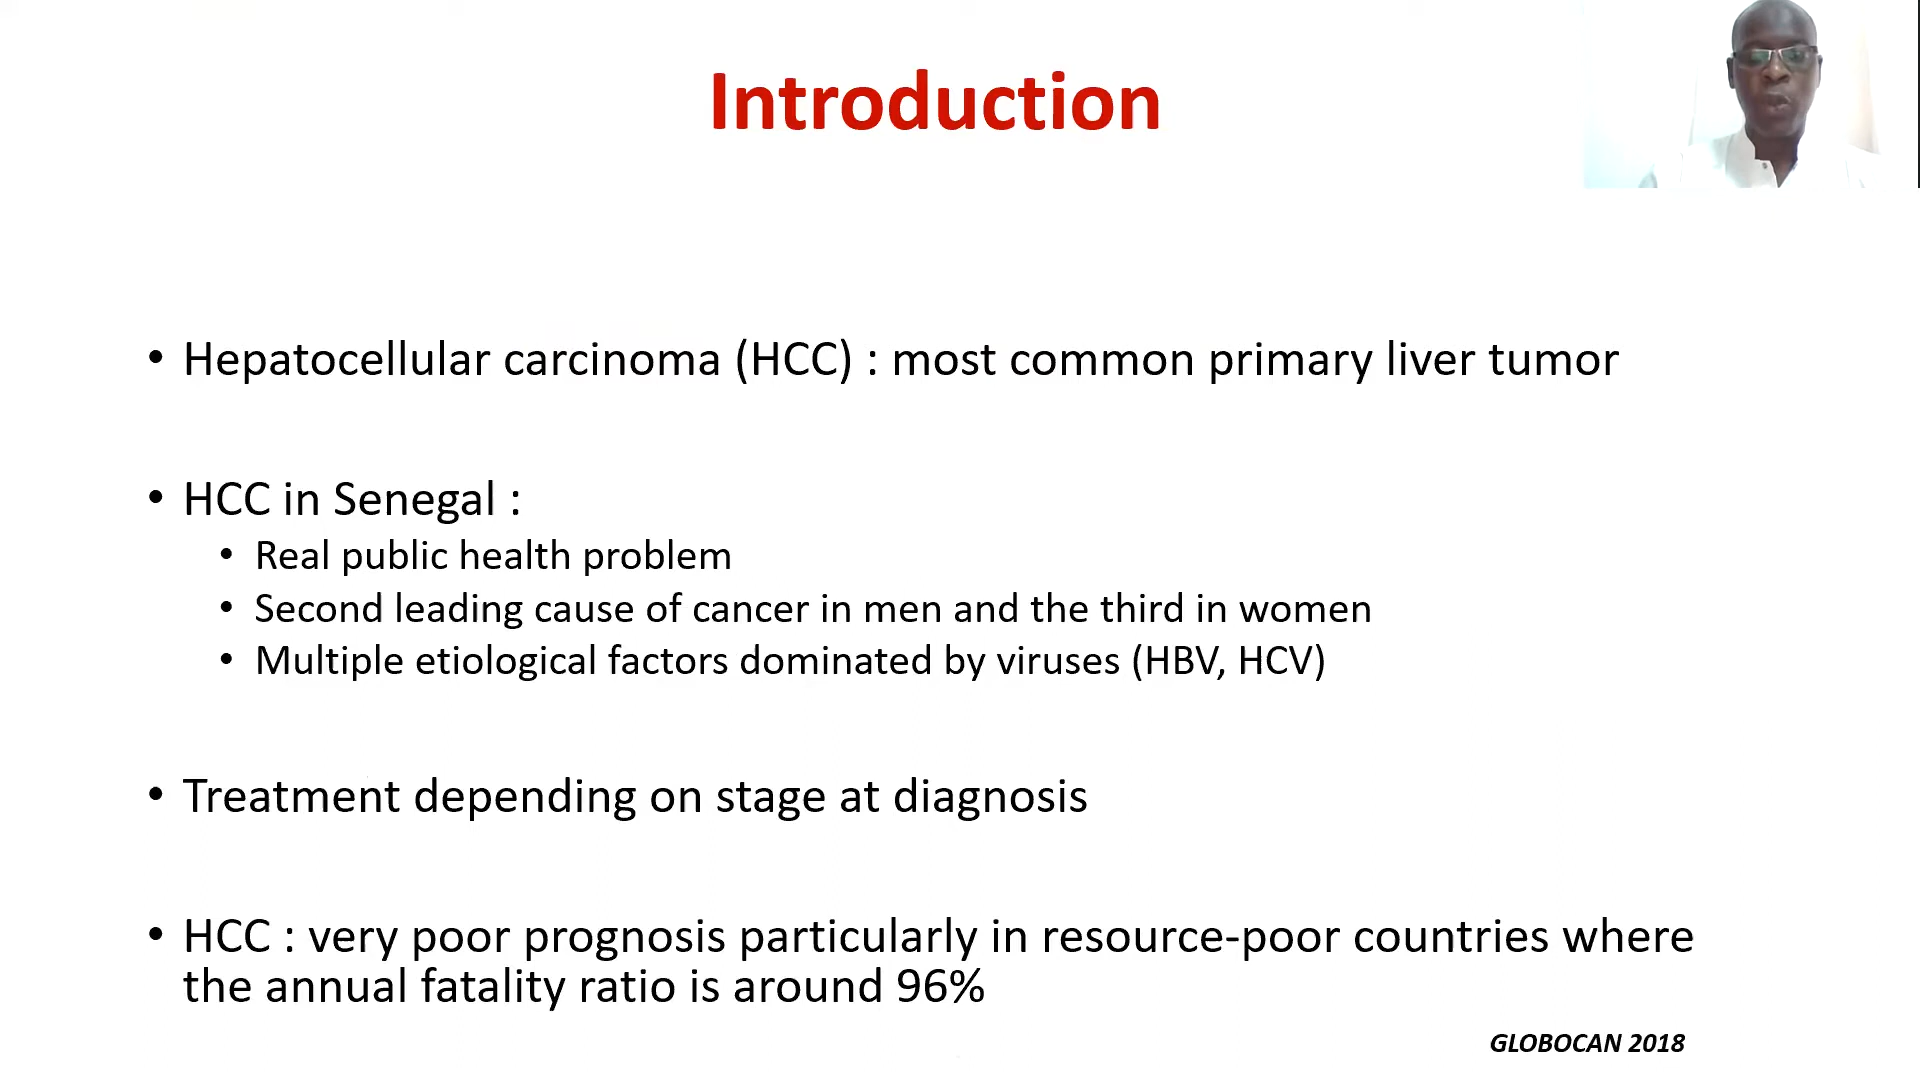 Introduction
• Hepatocellular carcinoma (HCC) : most common primary liver tumor
• HCC in Senegal :
• Real public health problem
• Second leading cause of cancer in men and the third in women
• Multiple etiological factors dominated by viruses (HBV, HCV)
• Treatment depending on stage at diagnosis
• HCC : very poor prognosis particularly in resource-poor countries where
the annual fatality ratio is around 96%
GLOBOCAN 2018